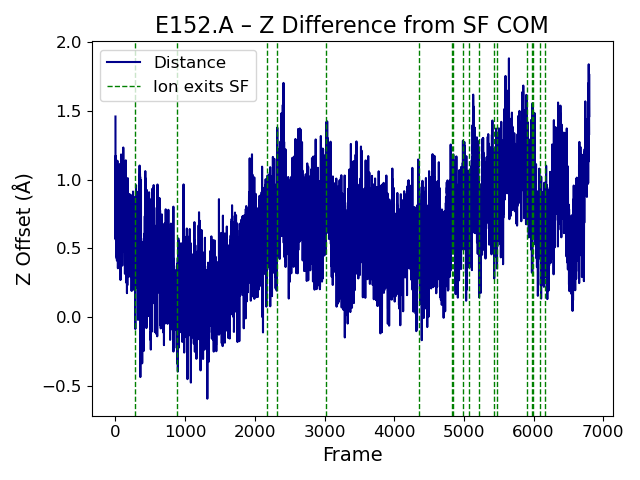 E152.A – Z Difference from SF COM
Distance
Ion exits SF
Z Offset (Å)
2.0
1.5
1.0
0.5
0.0
−0.5
0 1000 2000 3000 4000 5000 6000 7000
Frame